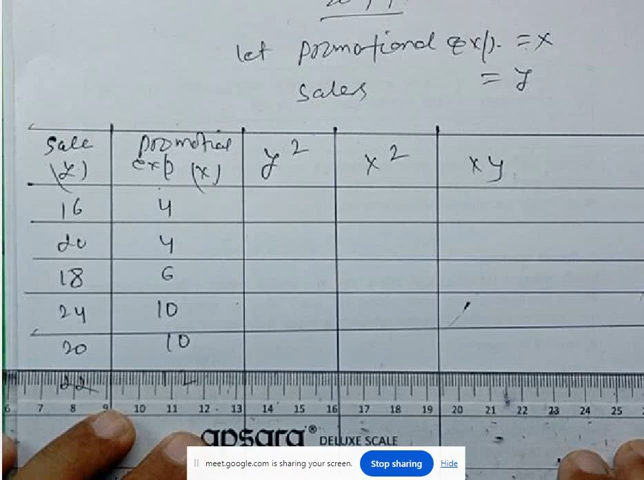 let promotional exp. = x
sales = y
Sale (y) promotial exp (x) y² x² xy
16 4
20 4
18 6
24 10
20 10
22
6 7 8 9 10 11 12 13 14 15 16 17 18 19 20 21 22 23 24 25
apsara® DELUXE SCALE
meet.google.com is sharing your screen. Stop sharing Hide